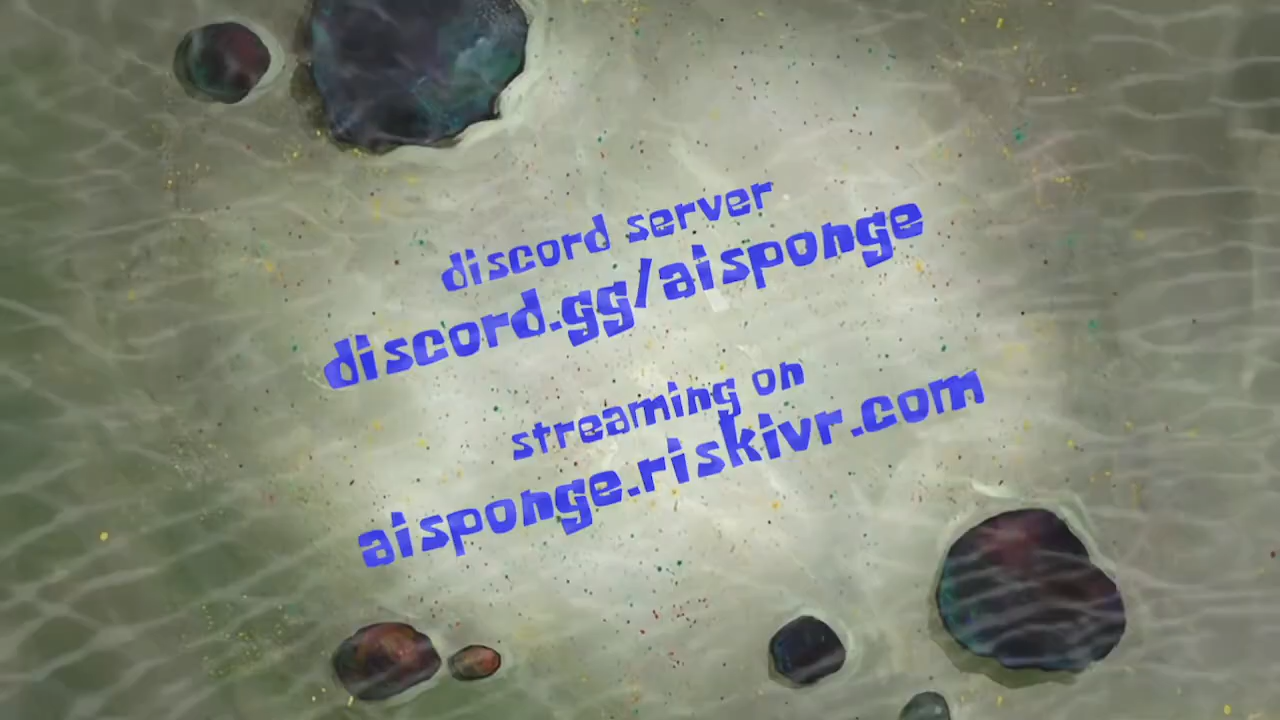 discord server
discord.gg/aisponge
streaming on
aisponge.riskivr.com